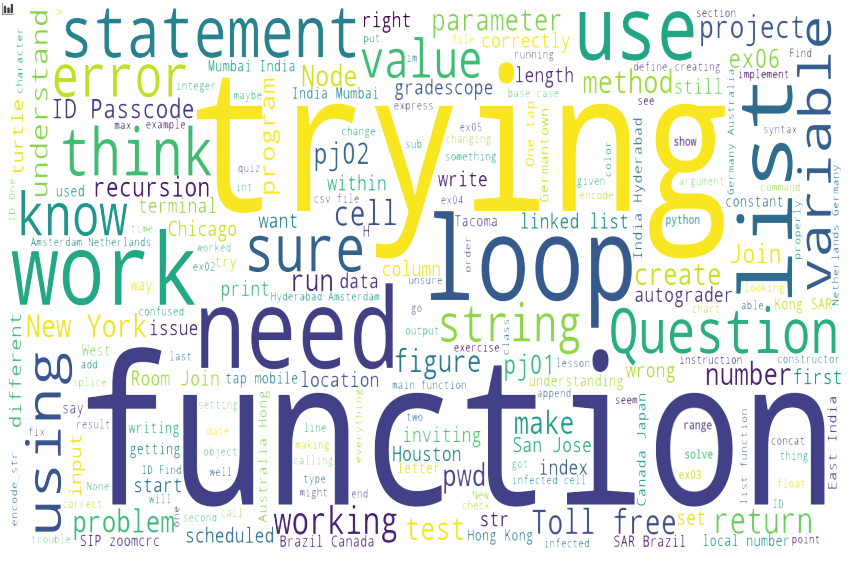 statement
right
parameter
use
project
section
Find
character
understand
error
Mumbai India
put
value
file
correctly
running
define
creating
ex06
implement
variable
turtle
ID Passcode
integer
maybe
Node
India Mumbai
lm
gradescope
length
base case
method
still
see
list
max
example
program
trying
express
One tap
Germantown
Germany Australia
syntax
ID One
think
quiz
int
pj02
change
sub
ex05
changing
something
given
encode
color
India Hyderabad
show
argument
command
used
recursion
within
csv file
write
ex04
python
constant
properly
Netherlands Germany
know
terminal
time
Chicago
want
cell
H
Tacoma
linked list
order
Join
looking
Amsterdam Netherlands
worked
sure
work
ex02
try
way
print
run
data
column
unsure
loop
create
autograder
able
Kong SAR
Hyderabad Amsterdam
chart
New York
confused
issue
need
go
output
string
class
Question
different
West
last
add
splice
Room Join
tap mobile
location
figure
exercise
main function
pj01
lesson
understanding
append
wrong
instruction
constructor
number
first
seem
using
say
fix
result
function
setting
date
object
everything
two
inviting
make
San Jose
Canada Japan
range
solve
concat
thing
East India
list function
writing
getting
Australia Hong
line
making
calling
Houston
letter
got
index
infected cell
ex03
float
ID
encode_str
input
None
correct
ID Find
start
will
well
type
might
end
pwd
New
check
problem
trouble
one
second
call
scheduled
working
test
str
Toll free
set
return
SIP zoomcrc
Brazil Canada
Hong Kong
infected
SAR Brazil
local number
point